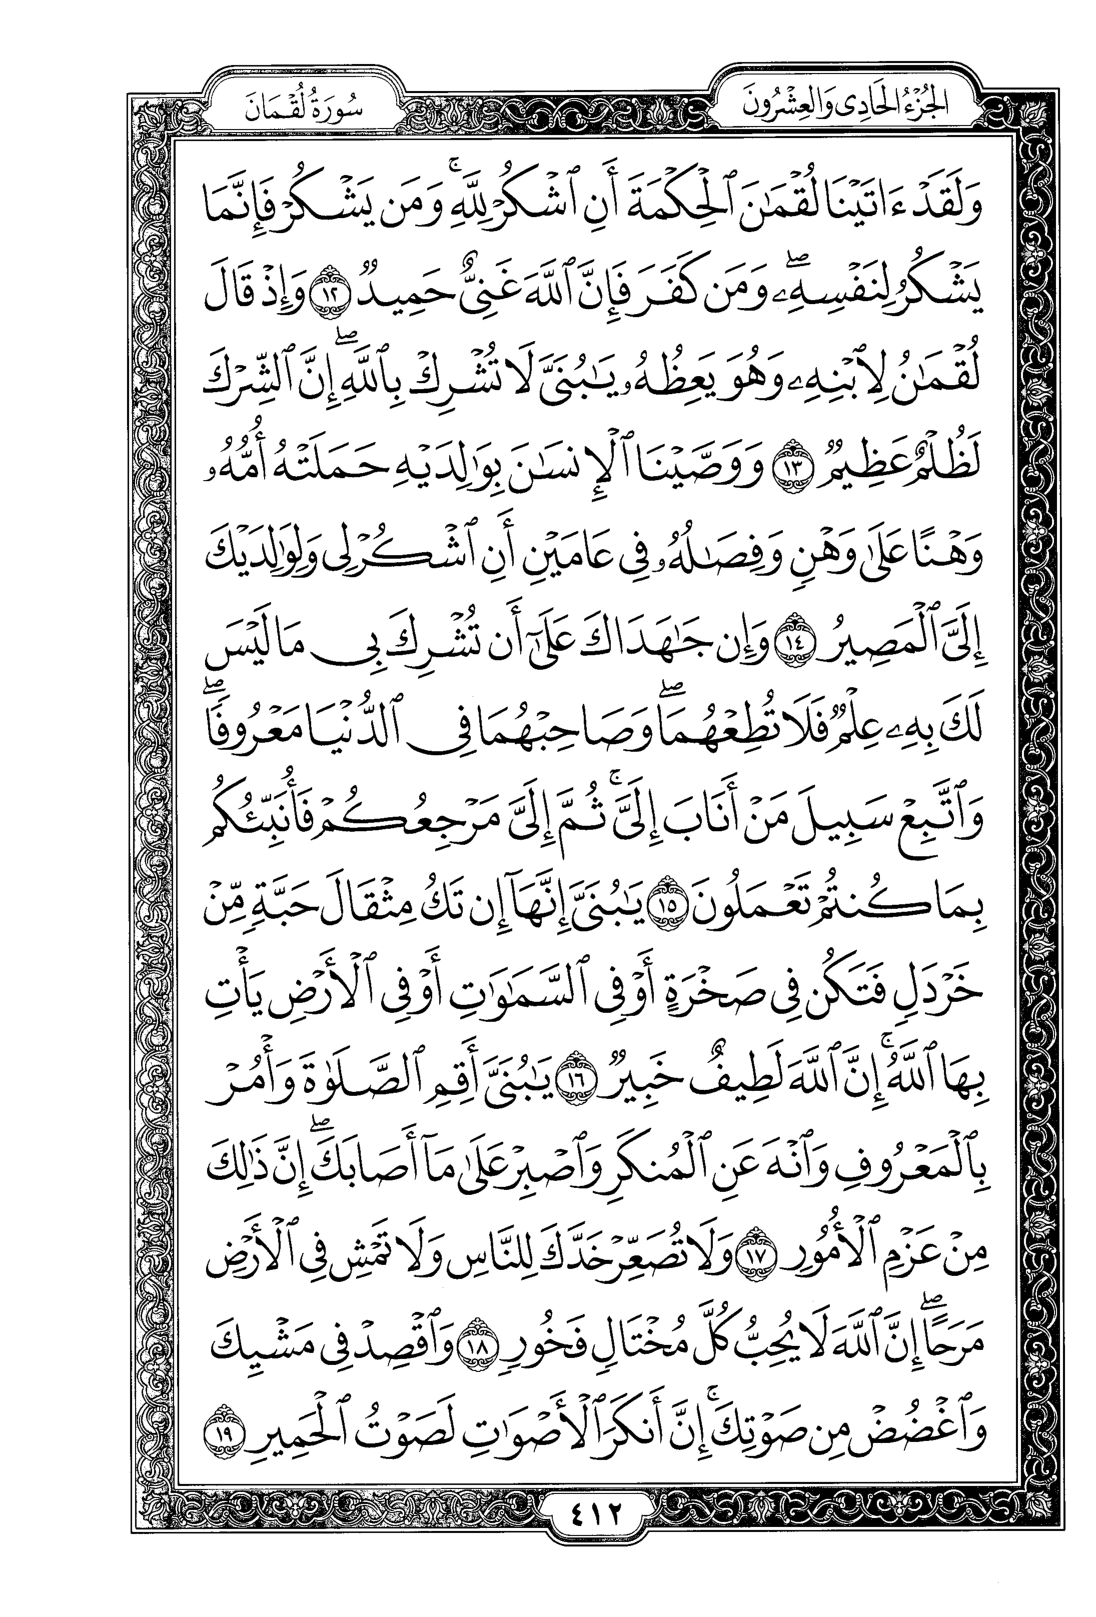 الجُزْءُ الحَادِي وَالعِشْرُونَ
سُورَةُ لُقْمَانَ
وَلَقَدْ ءَاتَيْنَا لُقْمَٰنَ ٱلْحِكْمَةَ أَنِ ٱشْكُرْ لِلَّهِ ۚ وَمَن يَشْكُرْ فَإِنَّمَا
يَشْكُرُ لِنَفْسِهِۦ ۖ وَمَن كَفَرَ فَإِنَّ ٱللَّهَ غَنِىٌّ حَمِيدٌ ١٢ وَإِذْ قَالَ
لُقْمَٰنُ لِٱبْنِهِۦ وَهُوَ يَعِظُهُۥ يَٰبُنَىَّ لَا تُشْرِكْ بِٱللَّهِ ۖ إِنَّ ٱلشِّرْكَ
لَظُلْمٌ عَظِيمٌ ١٣ وَوَصَّيْنَا ٱلْإِنسَٰنَ بِوَٰلِدَيْهِ حَمَلَتْهُ أُمُّهُۥ
وَهْنًا عَلَىٰ وَهْنٍ وَفِصَٰلُهُۥ فِى عَامَيْنِ أَنِ ٱشْكُرْ لِى وَلِوَٰلِدَيْكَ
إِلَىَّ ٱلْمَصِيرُ ١٤ وَإِن جَٰهَدَاكَ عَلَىٰٓ أَن تُشْرِكَ بِى مَا لَيْسَ
لَكَ بِهِۦ عِلْمٌ فَلَا تُطِعْهُمَا ۖ وَصَاحِبْهُمَا فِى ٱلدُّنْيَا مَعْرُوفًا ۖ
وَٱتَّبِعْ سَبِيلَ مَنْ أَنَابَ إِلَىَّ ۚ ثُمَّ إِلَىَّ مَرْجِعُكُمْ فَأُنَبِّئُكُم
بِمَا كُنتُمْ تَعْمَلُونَ ١٥ يَٰبُنَىَّ إِنَّهَآ إِن تَكُ مِثْقَالَ حَبَّةٍ مِّنْ
خَرْدَلٍ فَتَكُن فِى صَخْرَةٍ أَوْ فِى ٱلسَّمَٰوَٰتِ أَوْ فِى ٱلْأَرْضِ يَأْتِ
بِهَا ٱللَّهُ ۚ إِنَّ ٱللَّهَ لَطِيفٌ خَبِيرٌ ١٦ يَٰبُنَىَّ أَقِمِ ٱلصَّلَوٰةَ وَأْمُرْ
بِٱلْمَعْرُوفِ وَٱنْهَ عَنِ ٱلْمُنكَرِ وَٱصْبِرْ عَلَىٰ مَآ أَصَابَكَ ۖ إِنَّ ذَٰلِكَ
مِنْ عَزْمِ ٱلْأُمُورِ ١٧ وَلَا تُصَعِّرْ خَدَّكَ لِلنَّاسِ وَلَا تَمْشِ فِى ٱلْأَرْضِ
مَرَحًا ۖ إِنَّ ٱللَّهَ لَا يُحِبُّ كُلَّ مُخْتَالٍ فَخُورٍ ١٨ وَٱقْصِدْ فِى مَشْيِكَ
وَٱغْضُضْ مِن صَوْتِكَ ۚ إِنَّ أَنكَرَ ٱلْأَصْوَٰتِ لَصَوْتُ ٱلْحَمِيرِ ١٩
٤١٢